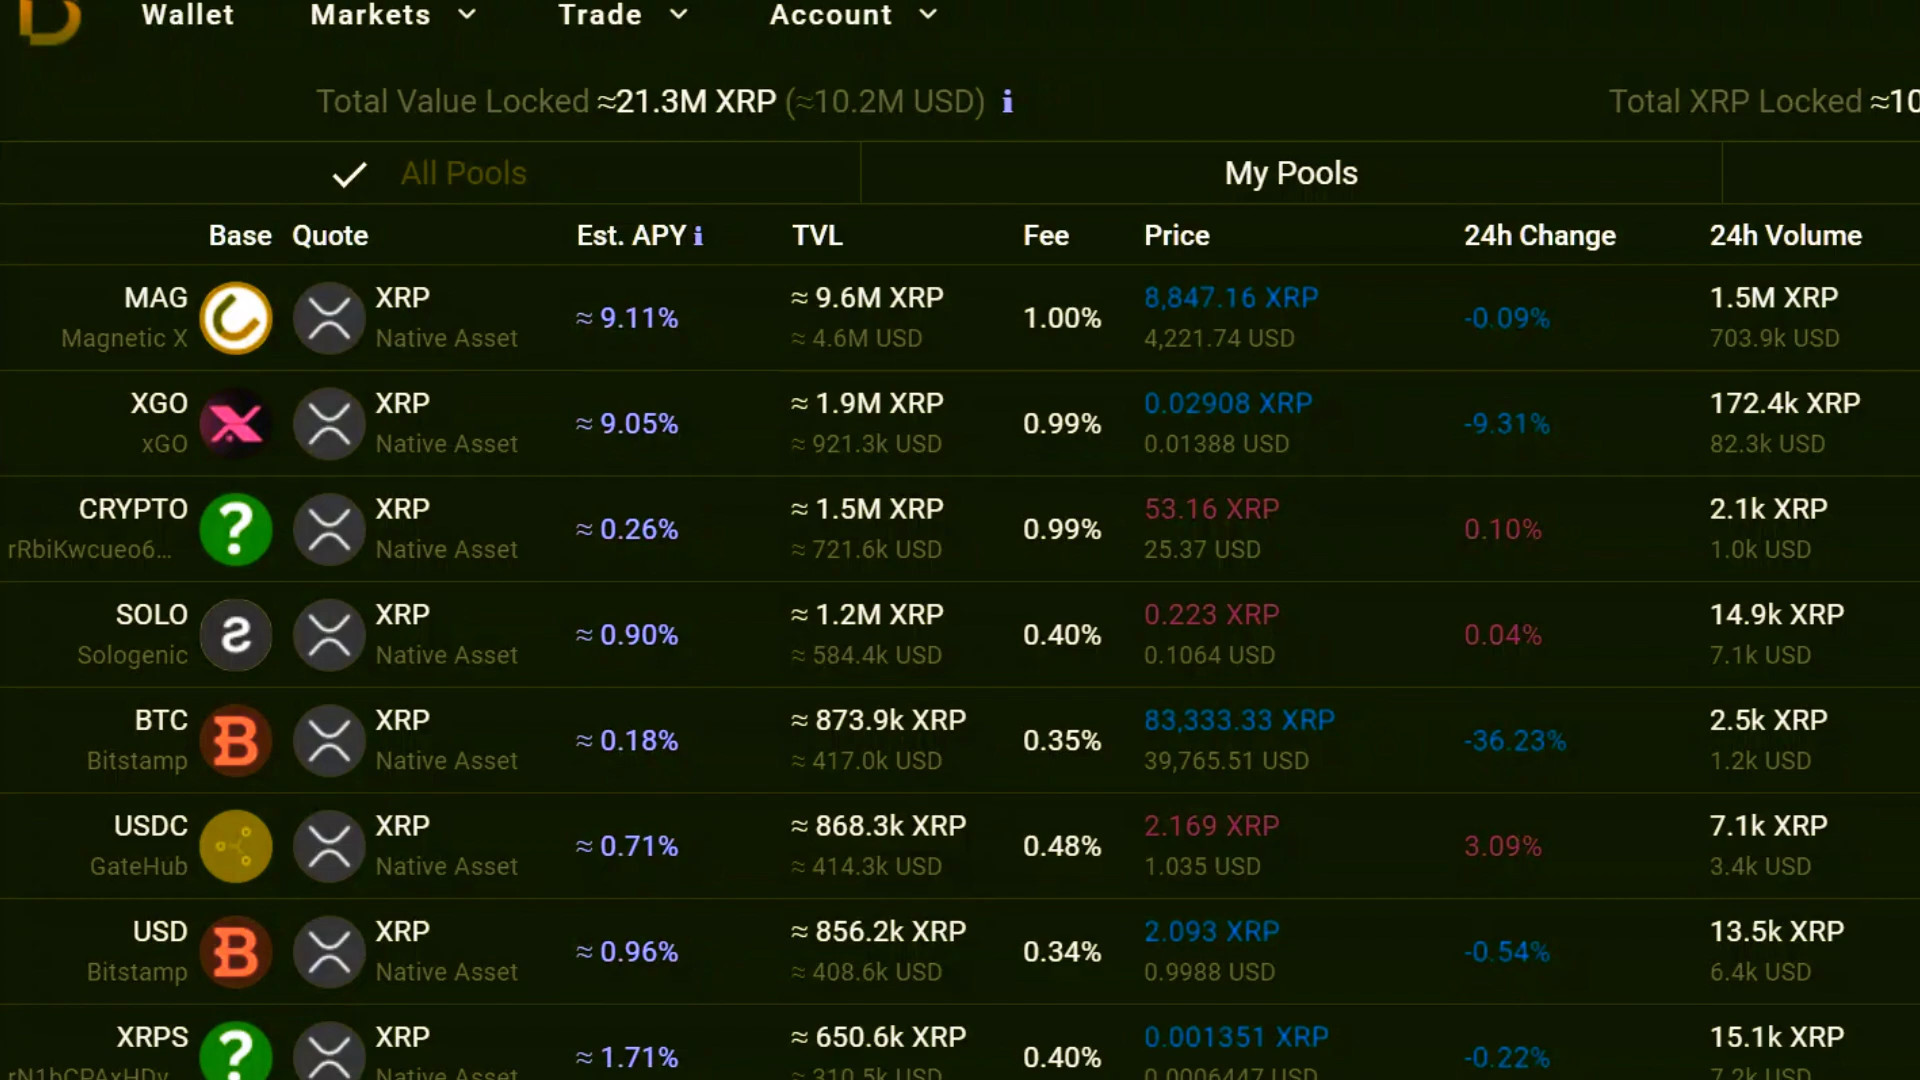 Wallet Markets Trade Account
Total Value Locked ≈21.3M XRP (≈10.2M USD) i Total XRP Locked ≈10
All Pools My Pools
Base Quote Est. APY i TVL Fee Price 24h Change 24h Volume
MAG XRP ≈ 9.6M XRP 8,847.16 XRP 1.5M XRP
≈ 9.11% 1.00% -0.09%
Magnetic X Native Asset ≈ 4.6M USD 4,221.74 USD 703.9k USD
XGO XRP ≈ 1.9M XRP 0.02908 XRP 172.4k XRP
≈ 9.05% 0.99% -9.31%
xGO Native Asset ≈ 921.3k USD 0.01388 USD 82.3k USD
CRYPTO XRP ≈ 1.5M XRP 53.16 XRP 2.1k XRP
≈ 0.26% 0.99% 0.10%
rRbiKwcueo6... Native Asset ≈ 721.6k USD 25.37 USD 1.0k USD
SOLO XRP ≈ 1.2M XRP 0.223 XRP 14.9k XRP
≈ 0.90% 0.40% 0.04%
Sologenic Native Asset ≈ 584.4k USD 0.1064 USD 7.1k USD
BTC XRP ≈ 873.9k XRP 83,333.33 XRP 2.5k XRP
≈ 0.18% 0.35% -36.23%
Bitstamp Native Asset ≈ 417.0k USD 39,765.51 USD 1.2k USD
USDC XRP ≈ 868.3k XRP 2.169 XRP 7.1k XRP
≈ 0.71% 0.48% 3.09%
GateHub Native Asset ≈ 414.3k USD 1.035 USD 3.4k USD
USD XRP ≈ 856.2k XRP 2.093 XRP 13.5k XRP
≈ 0.96% 0.34% -0.54%
Bitstamp Native Asset ≈ 408.6k USD 0.9988 USD 6.4k USD
XRPS XRP ≈ 650.6k XRP 0.001351 XRP 15.1k XRP
≈ 1.71% 0.40% -0.22%
Native Asset ≈ 310.5k USD 0.0006447 USD 7.2k USD